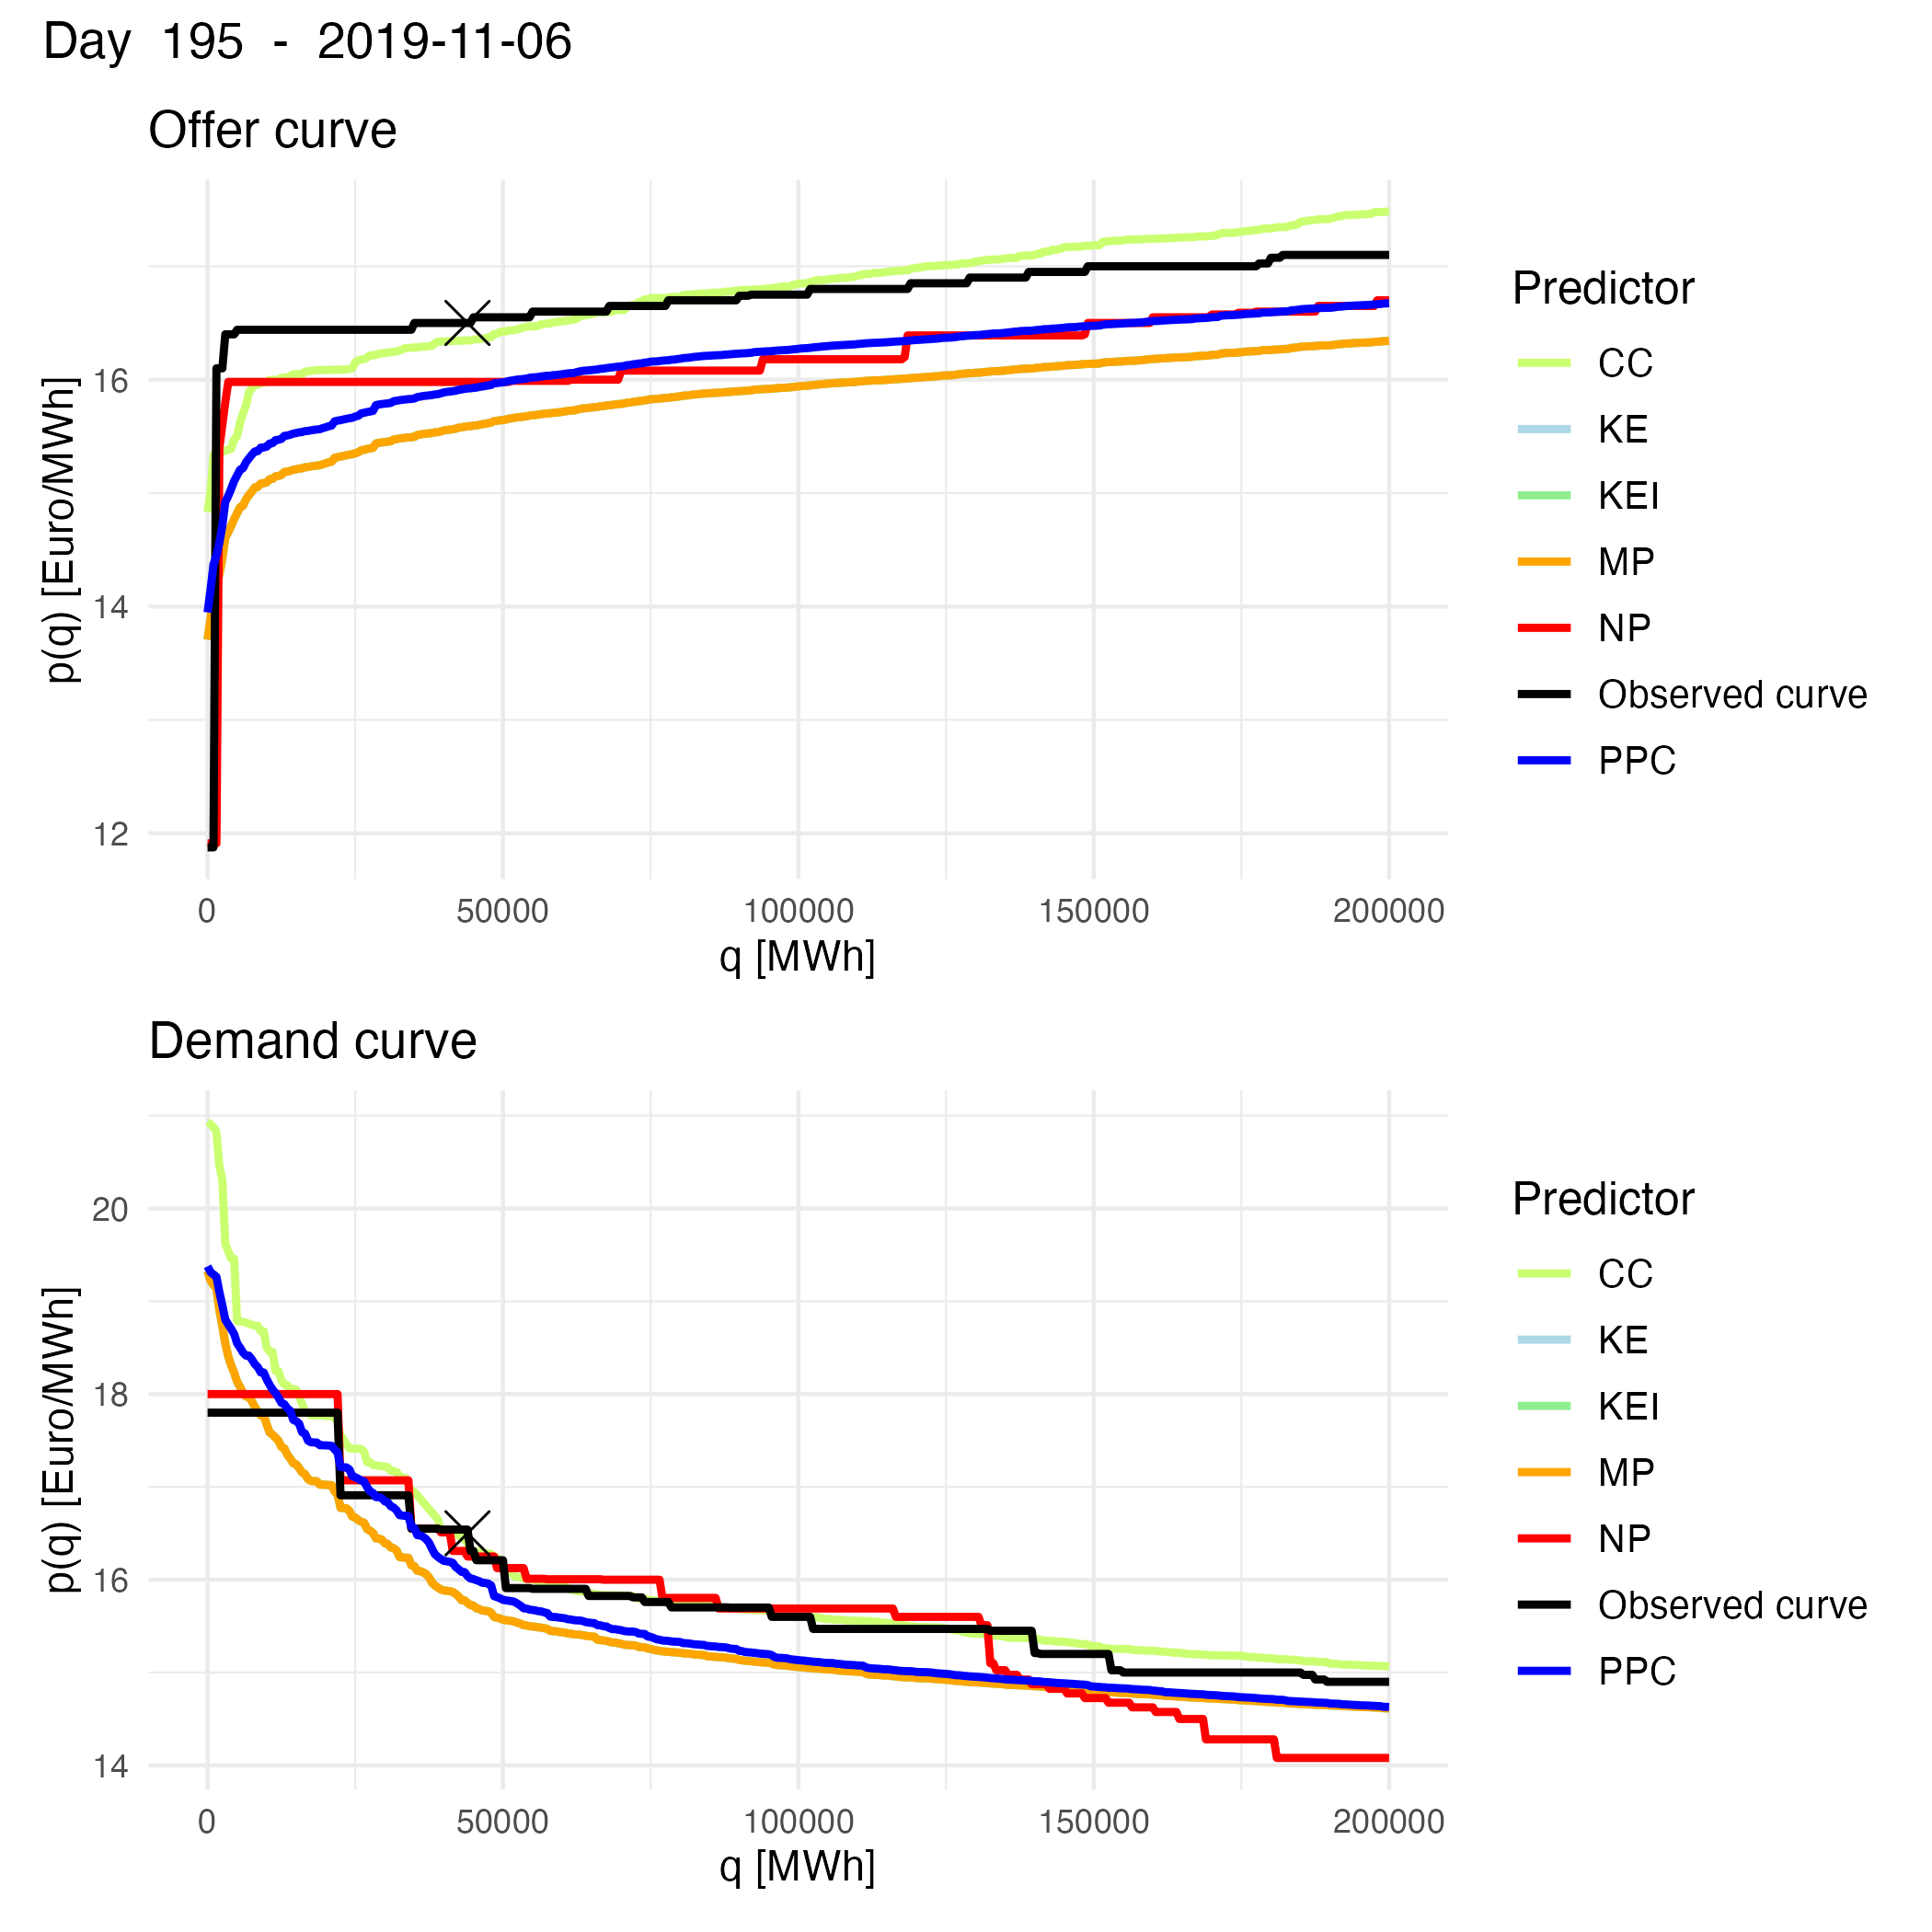 Day 195 - 2019-11-06
Offer curve
p(q) [Euro/MWh]
16
14
12
0 50000 100000 150000 200000
q [MWh]
Predictor
CC
KE
KEI
MP
NP
Observed curve
PPC
Demand curve
p(q) [Euro/MWh]
20
18
16
14
0 50000 100000 150000 200000
q [MWh]
Predictor
CC
KE
KEI
MP
NP
Observed curve
PPC